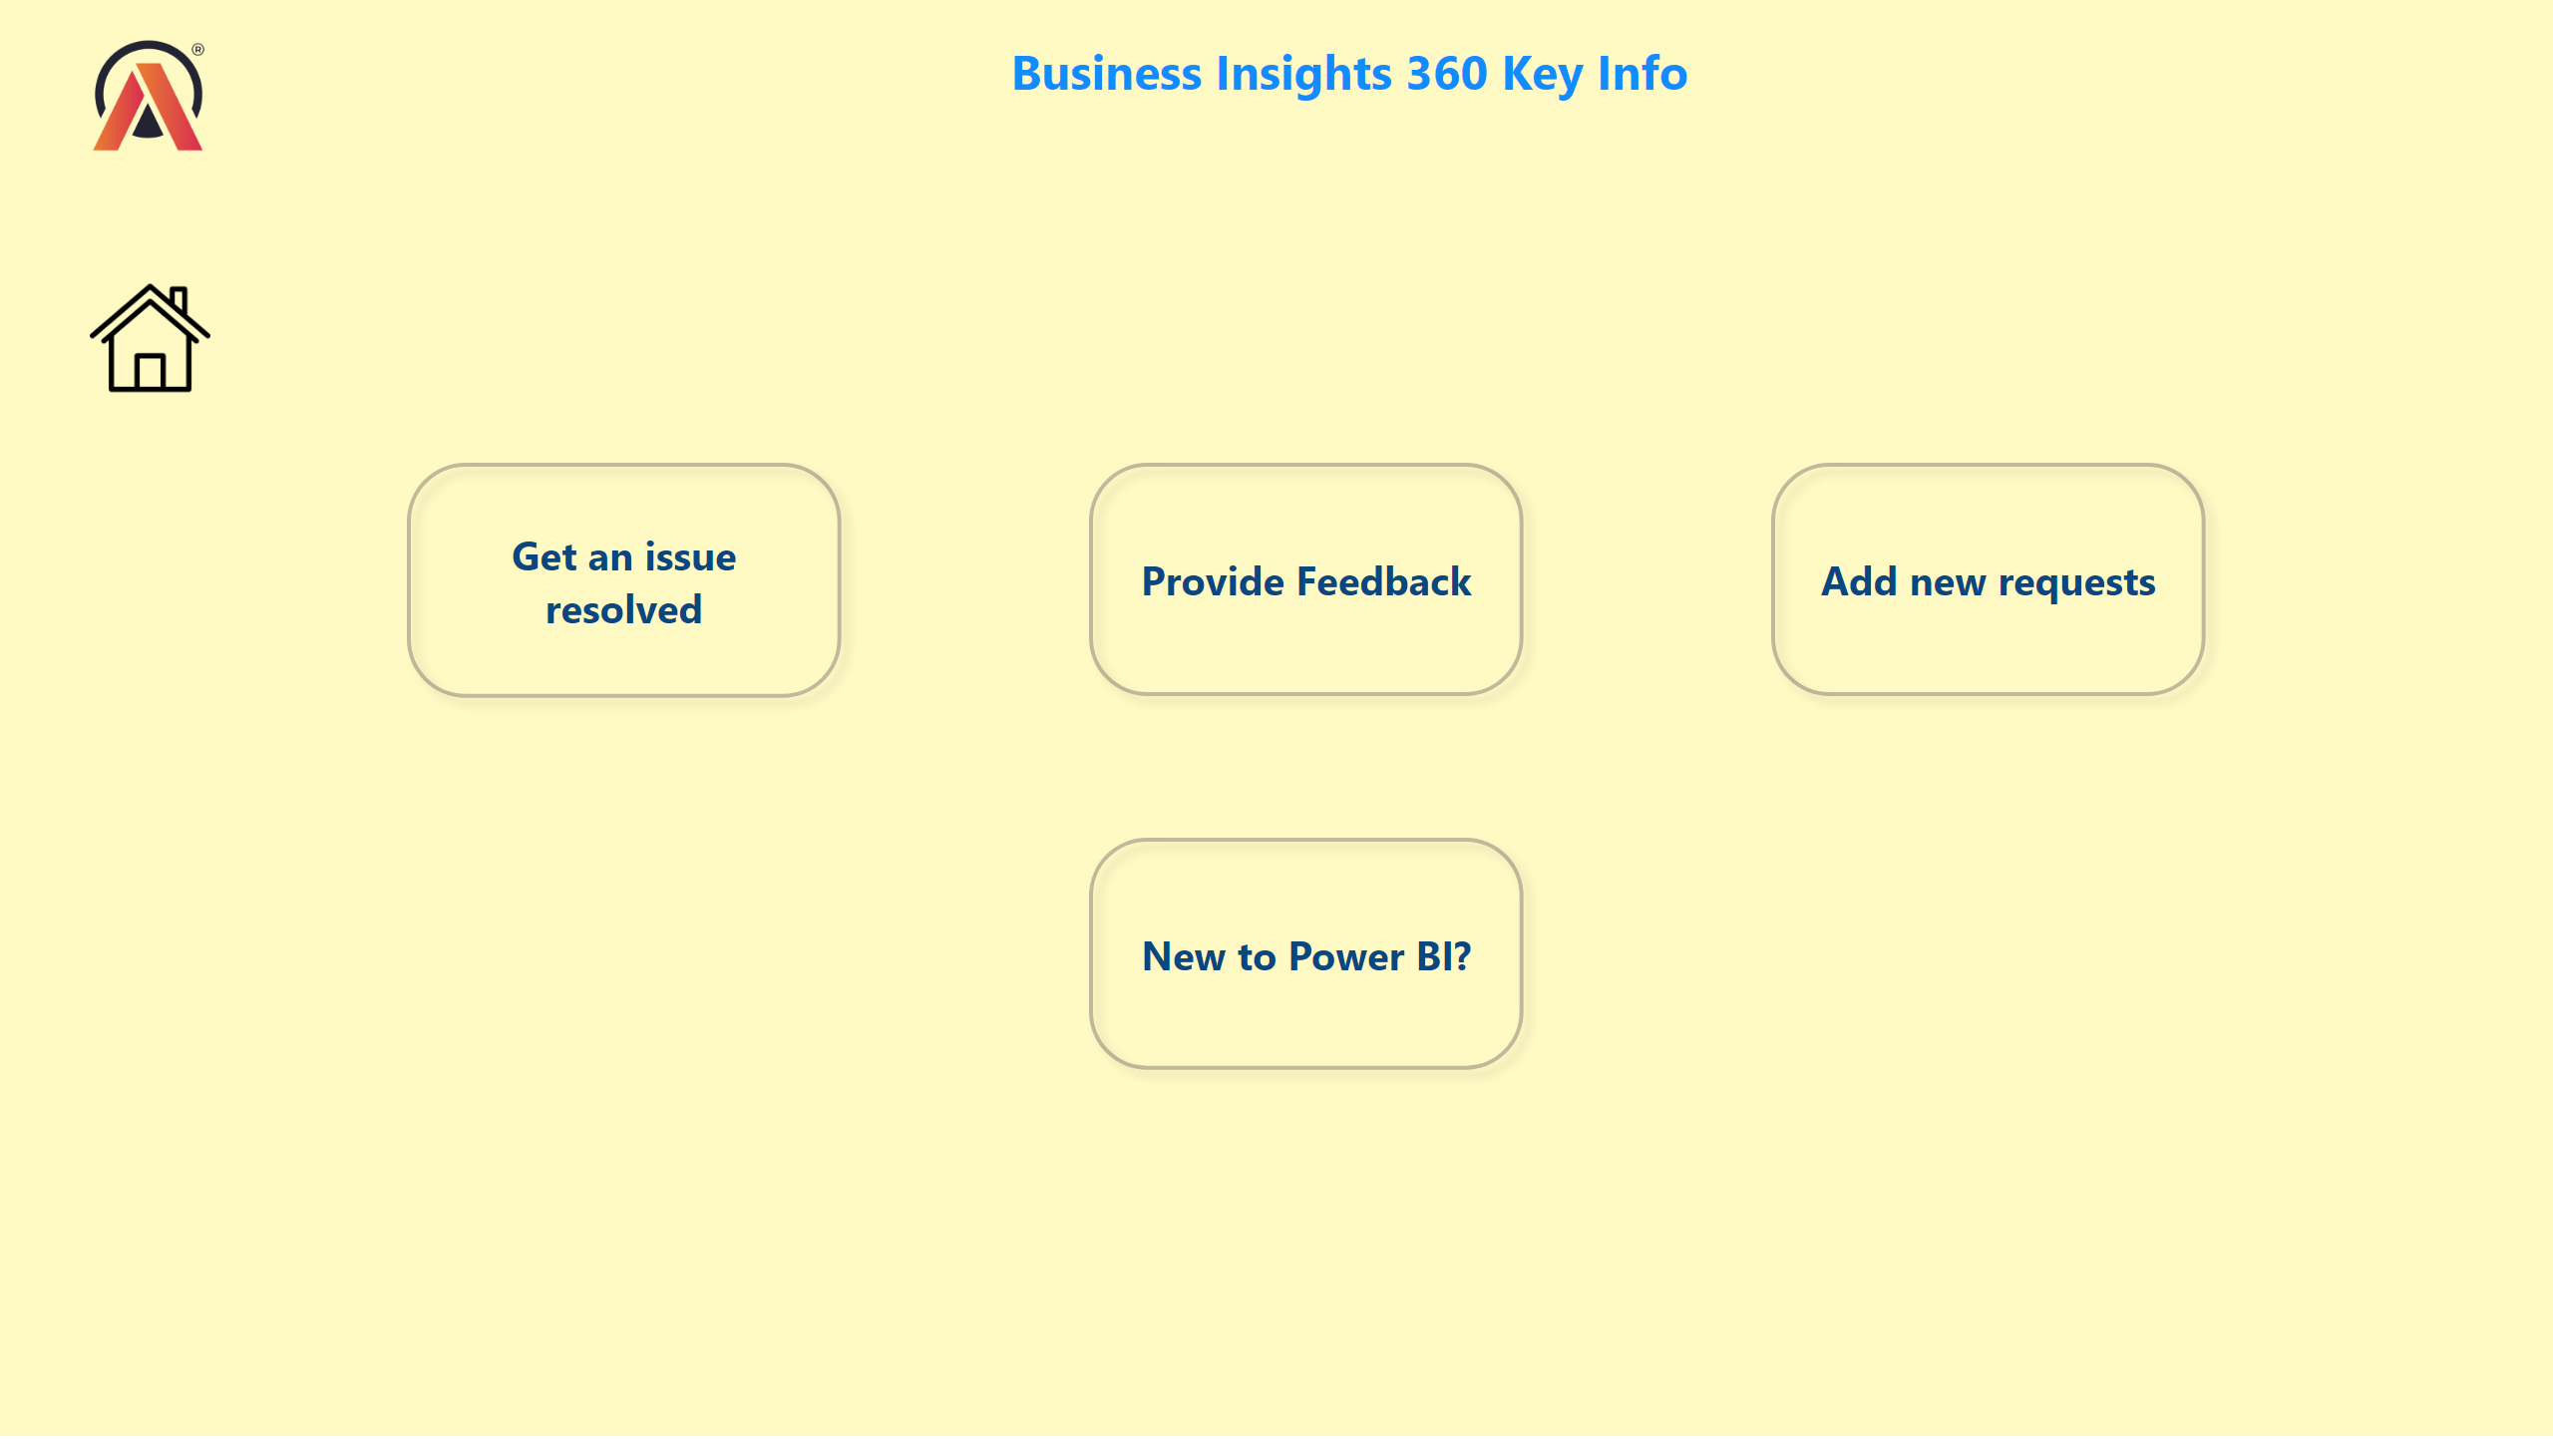 ®
Business Insights 360 Key Info
Get an issue
resolved
Provide Feedback
Add new requests
New to Power BI?